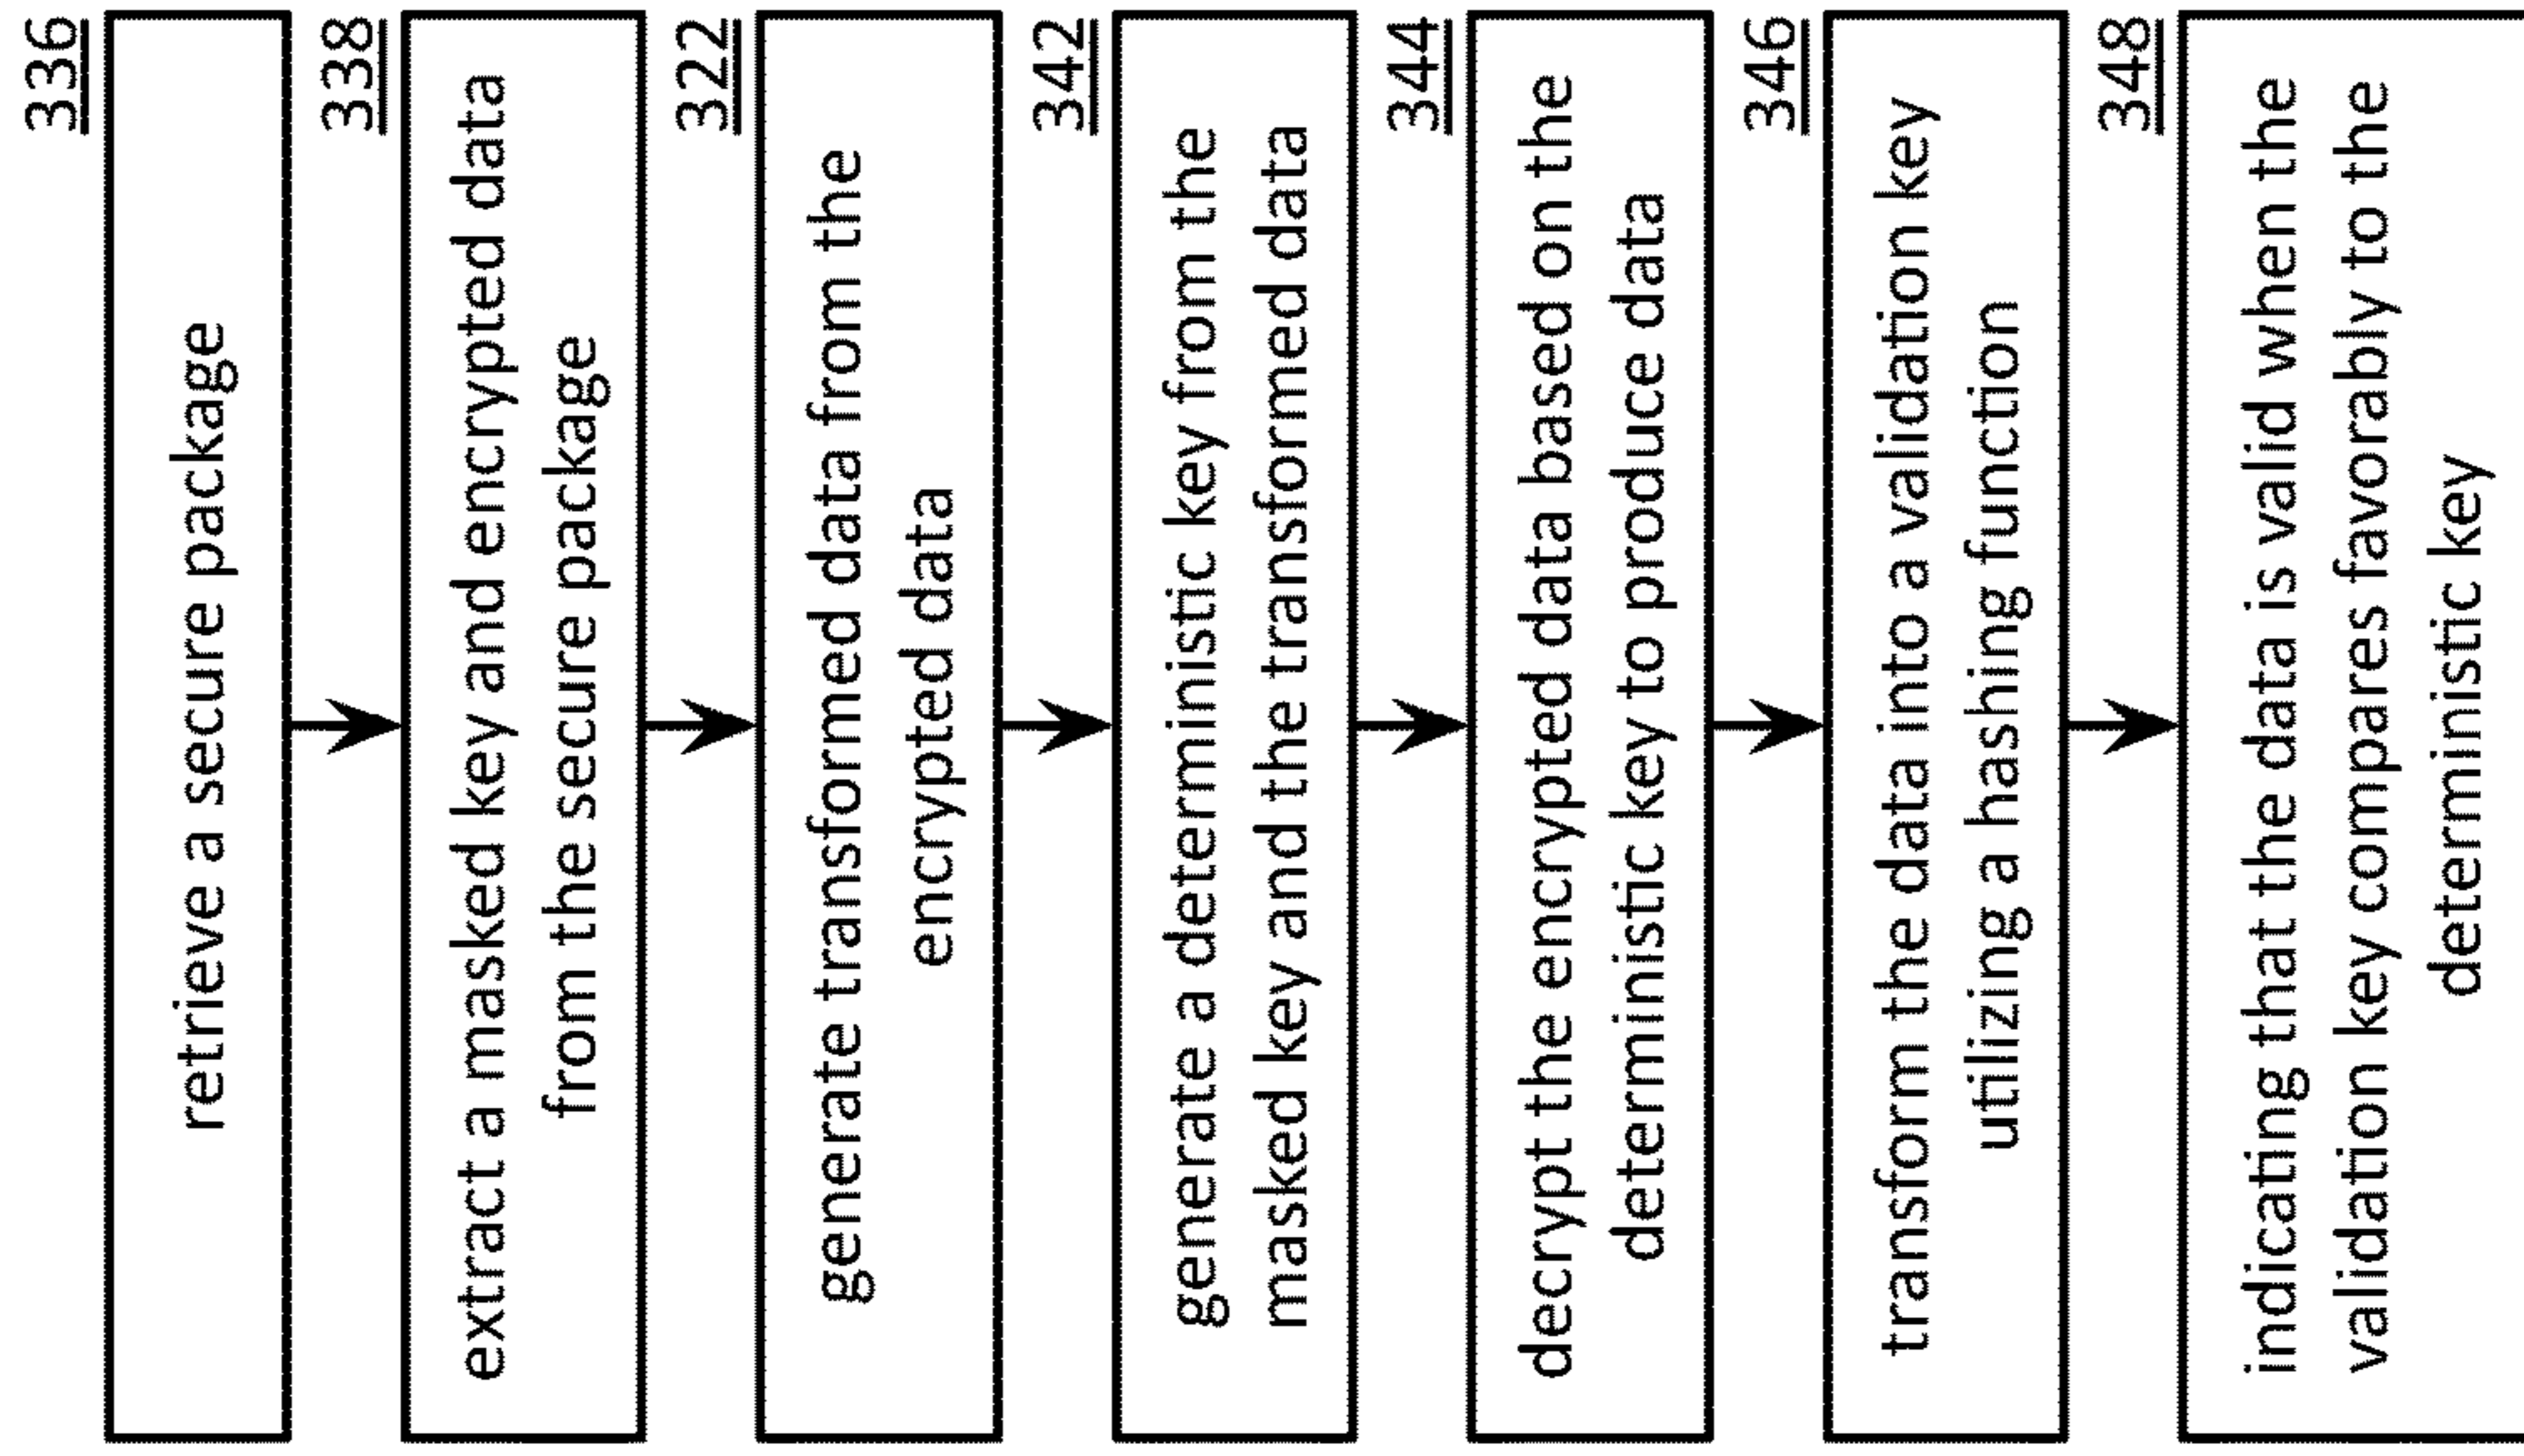 336
retrieve a secure package
338
extract a masked key and encrypted data
from the secure package
322
generate transformed data from the
encrypted data
342
generate a deterministic key from the
masked key and the transformed data
344
decrypt the encrypted data based on the
deterministic key to produce data
346
transform the data into a validation key
utilizing a hashing function
348
indicating that the data is valid when the
validation key compares favorably to the
deterministic key